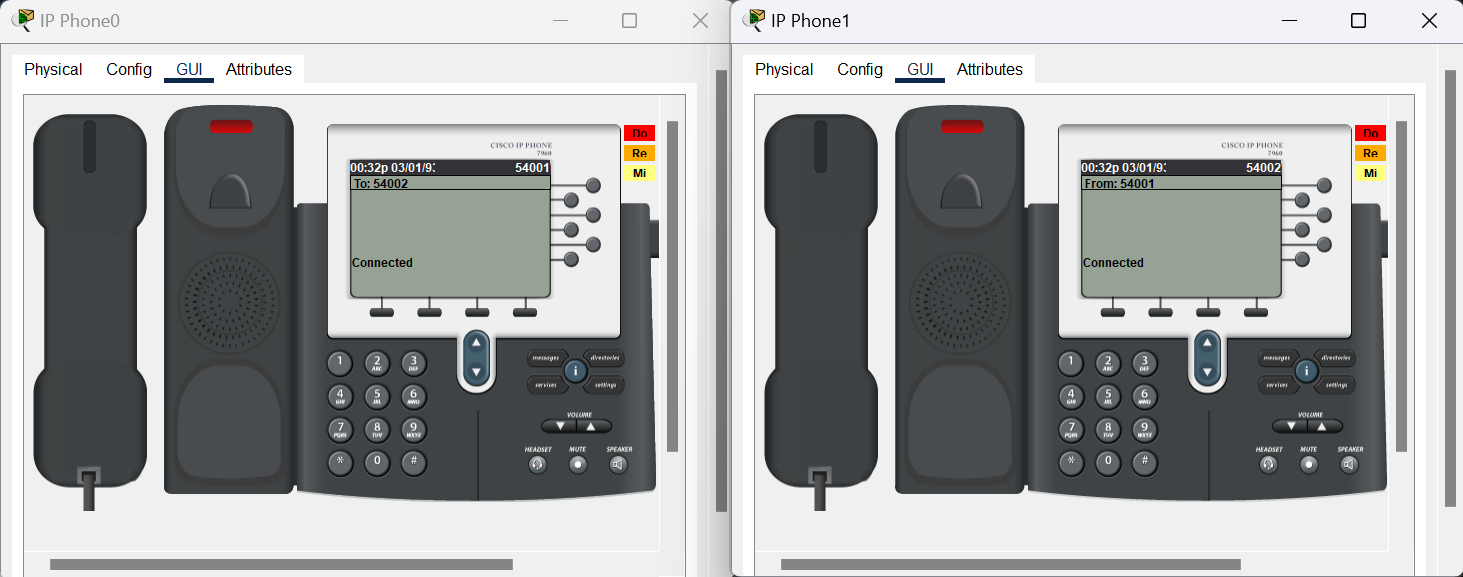 IP Phone0
Physical Config GUI Attributes
CISCO IP PHONE
7960
00:32p 03/01/93 54001
To: 54002
Connected
Do
Re
Mi
1 2 ABC 3 DEF
4 GHI 5 JKL 6 MNO
7 PQRS 8 TUV 9 WXYZ
* 0 #
messages directories
i
services settings
VOLUME
HEADSET MUTE SPEAKER
IP Phone1
Physical Config GUI Attributes
CISCO IP PHONE
7960
00:32p 03/01/93 54002
From: 54001
Connected
Do
Re
Mi
1 2 ABC 3 DEF
4 GHI 5 JKL 6 MNO
7 PQRS 8 TUV 9 WXYZ
* 0 #
messages directories
i
services settings
VOLUME
HEADSET MUTE SPEAKER